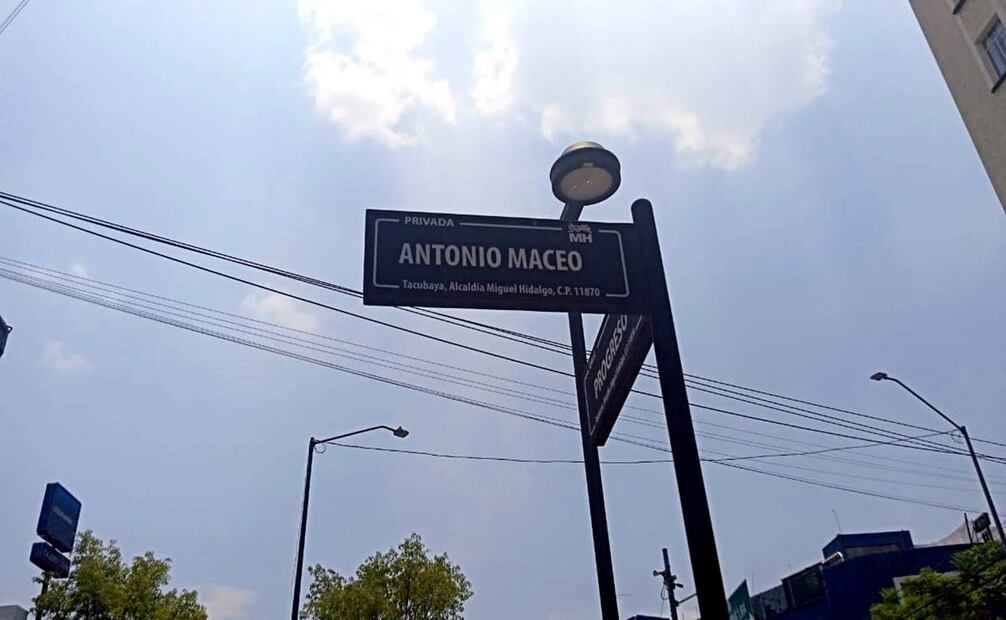 PRIVADA
MH
ANTONIO MACEO
Tacubaya, Alcaldía Miguel Hidalgo, C.P. 11870
PROGRESO